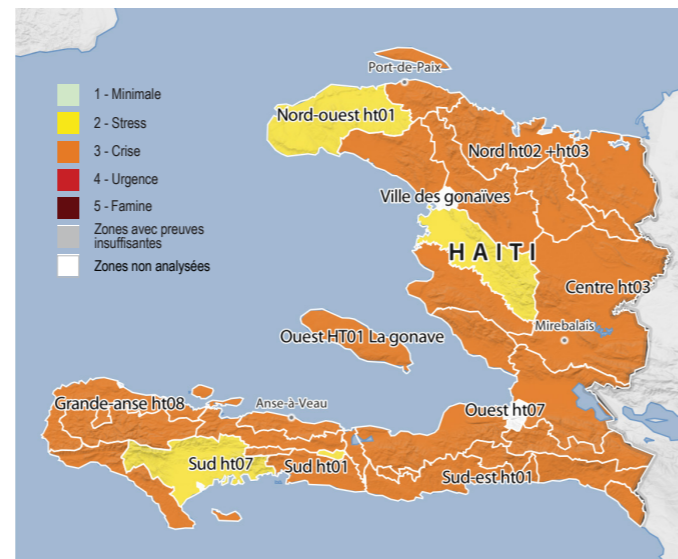 1 - Minimale
2 - Stress
3 - Crise
4 - Urgence
5 - Famine
Zones avec preuves
insuffisantes
Zones non analysées
Port-de-Paix
Nord-ouest ht01
Nord ht02 +ht03
Ville des gonaïves
HAITI
Centre ht03
Mirebalais
Ouest HT01 La gonave
Grande-anse ht08
Anse-à-Veau
Ouest ht07
Sud ht07
Sud ht01
Sud-est ht01